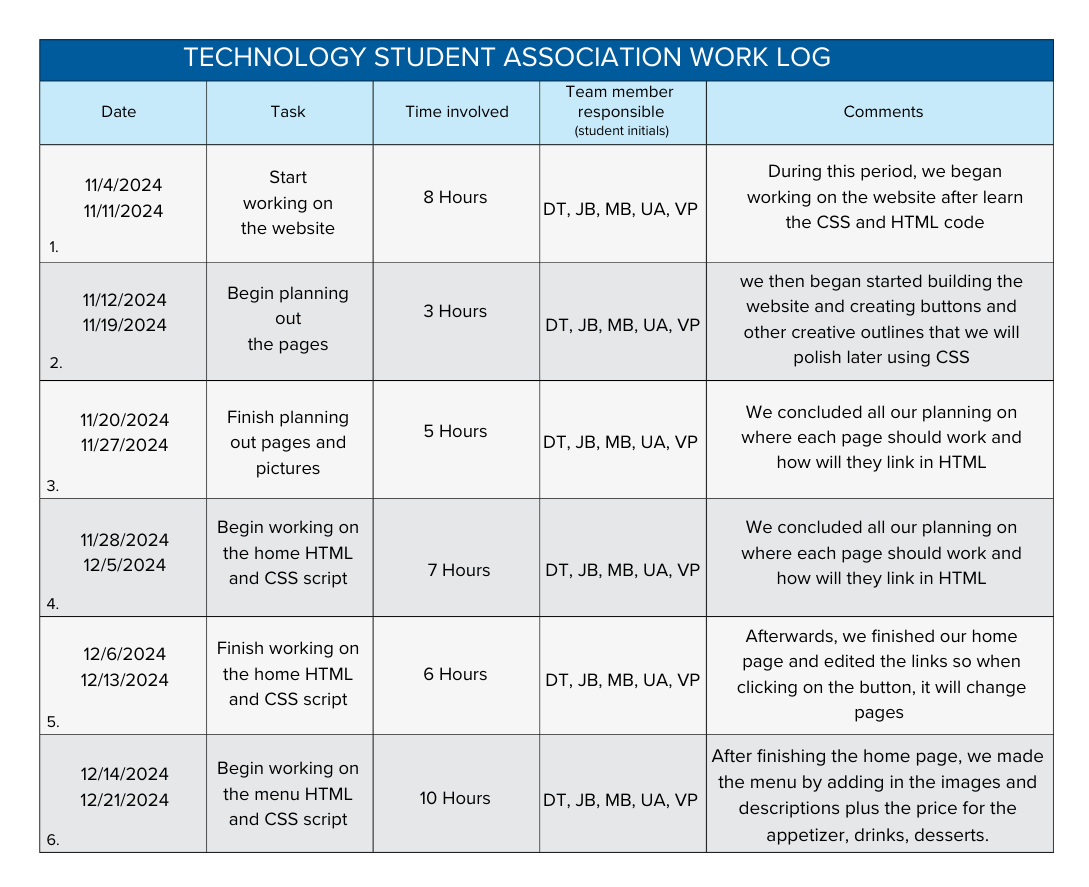 TECHNOLOGY STUDENT ASSOCIATION WORK LOG
Date
Task
Time involved
Team member
responsible
(student initials)
Comments
1.
11/4/2024
11/11/2024
Start
working on
the website
8 Hours
DT, JB, MB, UA, VP
During this period, we began
working on the website after learn
the CSS and HTML code
2.
11/12/2024
11/19/2024
Begin planning
out
the pages
3 Hours
DT, JB, MB, UA, VP
we then began started building the
website and creating buttons and
other creative outlines that we will
polish later using CSS
3.
11/20/2024
11/27/2024
Finish planning
out pages and
pictures
5 Hours
DT, JB, MB, UA, VP
We concluded all our planning on
where each page should work and
how will they link in HTML
4.
11/28/2024
12/5/2024
Begin working on
the home HTML
and CSS script
7 Hours
DT, JB, MB, UA, VP
We concluded all our planning on
where each page should work and
how will they link in HTML
5.
12/6/2024
12/13/2024
Finish working on
the home HTML
and CSS script
6 Hours
DT, JB, MB, UA, VP
Afterwards, we finished our home
page and edited the links so when
clicking on the button, it will change
pages
6.
12/14/2024
12/21/2024
Begin working on
the menu HTML
and CSS script
10 Hours
DT, JB, MB, UA, VP
After finishing the home page, we made
the menu by adding in the images and
descriptions plus the price for the
appetizer, drinks, desserts.